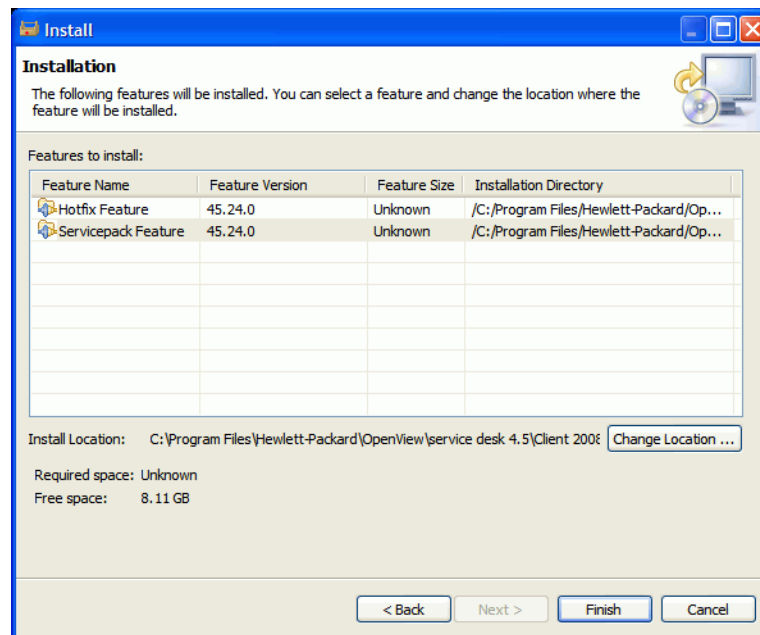 Install
Installation
The following features will be installed. You can select a feature and change the location where the
feature will be installed.
Features to install:
Feature Name Feature Version Feature Size Installation Directory
Hotfix Feature 45.24.0 Unknown /C:/Program Files/Hewlett-Packard/Op...
Servicepack Feature 45.24.0 Unknown /C:/Program Files/Hewlett-Packard/Op...
Install Location: C:\Program Files\Hewlett-Packard\OpenView\service desk 4.5\Client 2008 Change Location ...
Required space: Unknown
Free space: 8.11 GB
< Back Next > Finish Cancel